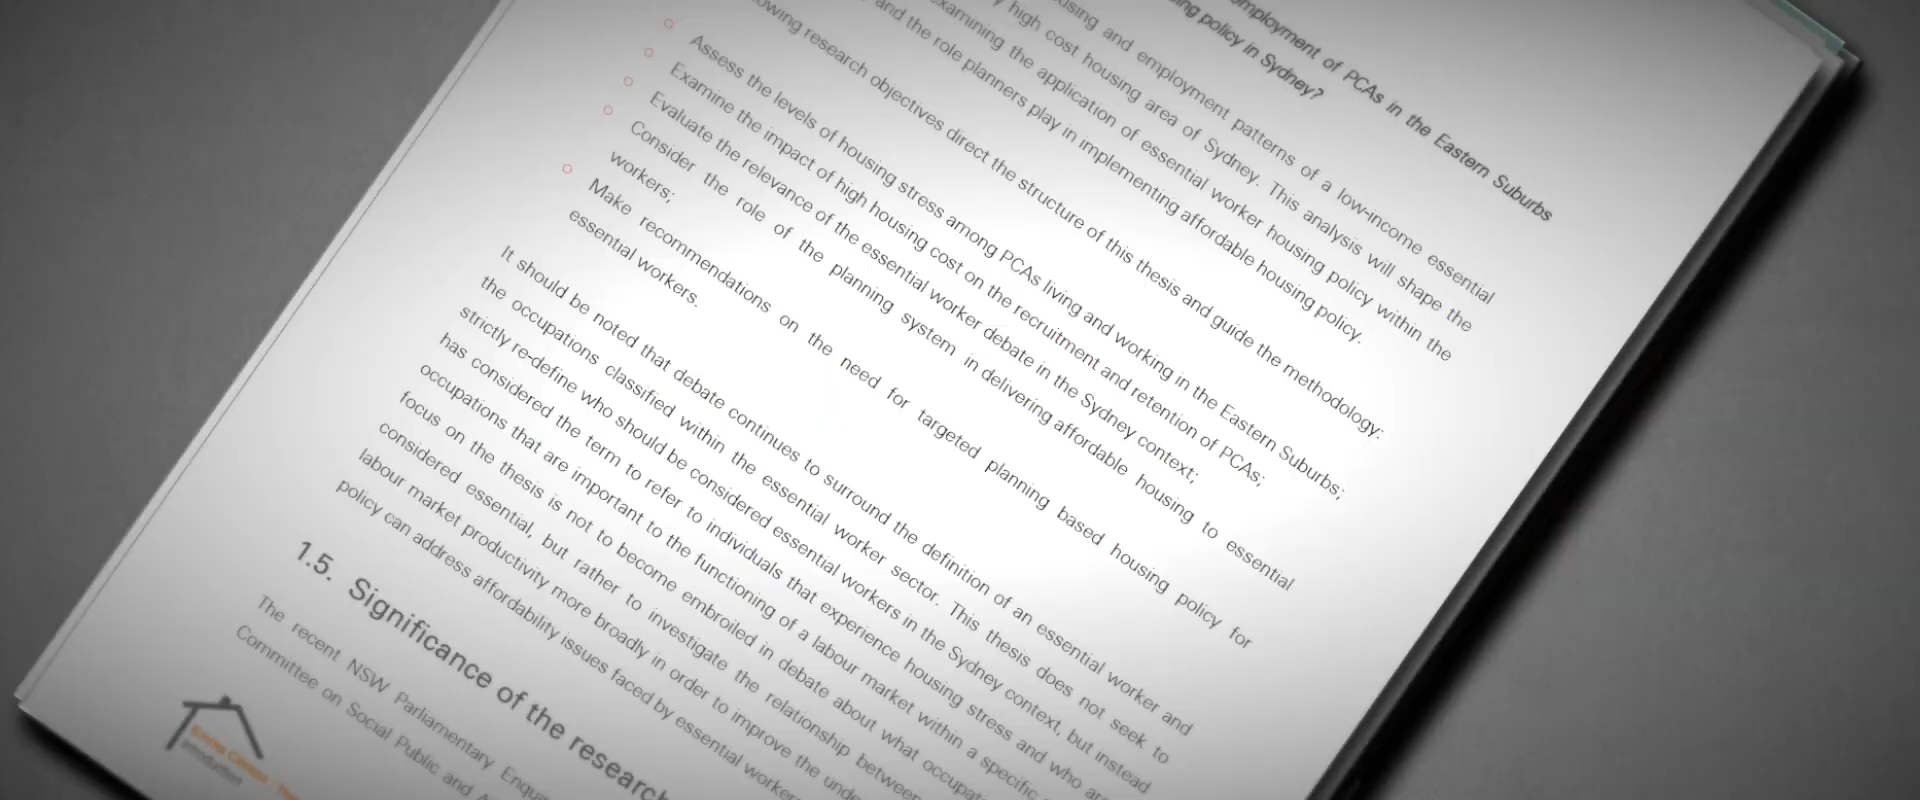 employment of PCAs in the Eastern Suburbs
policy in Sydney?
and employment patterns of a low-income essential
high cost housing area of Sydney. This analysis will shape the
examining the application of essential worker housing policy within the
and the role planners play in implementing affordable housing policy.
research objectives direct the structure of this thesis and guide the methodology:
Assess the levels of housing stress among PCAs living and working in the Eastern Suburbs;
Examine the impact of high housing cost on the recruitment and retention of PCAs;
Evaluate the relevance of the essential worker debate in the Sydney context;
Consider the role of the planning system in delivering affordable housing to essential
workers;
Make recommendations on the need for targeted planning based housing policy for
essential workers.
It should be noted that debate continues to surround the definition of an essential worker and
the occupations classified within the essential worker sector. This thesis does not seek to
strictly re-define who should be considered essential workers in the Sydney context, but instead
has considered the term to refer to individuals that experience housing stress and who are
occupations that are important to the functioning of a labour market within a specific
focus on the thesis is not to become embroiled in debate about what
considered essential, but rather to investigate the relationship between
labour market productivity more broadly in order to improve the
policy can address affordability issues faced by essential
1.5. Significance of the research
The recent NSW Parliamentary
Committee on Social Public and
production